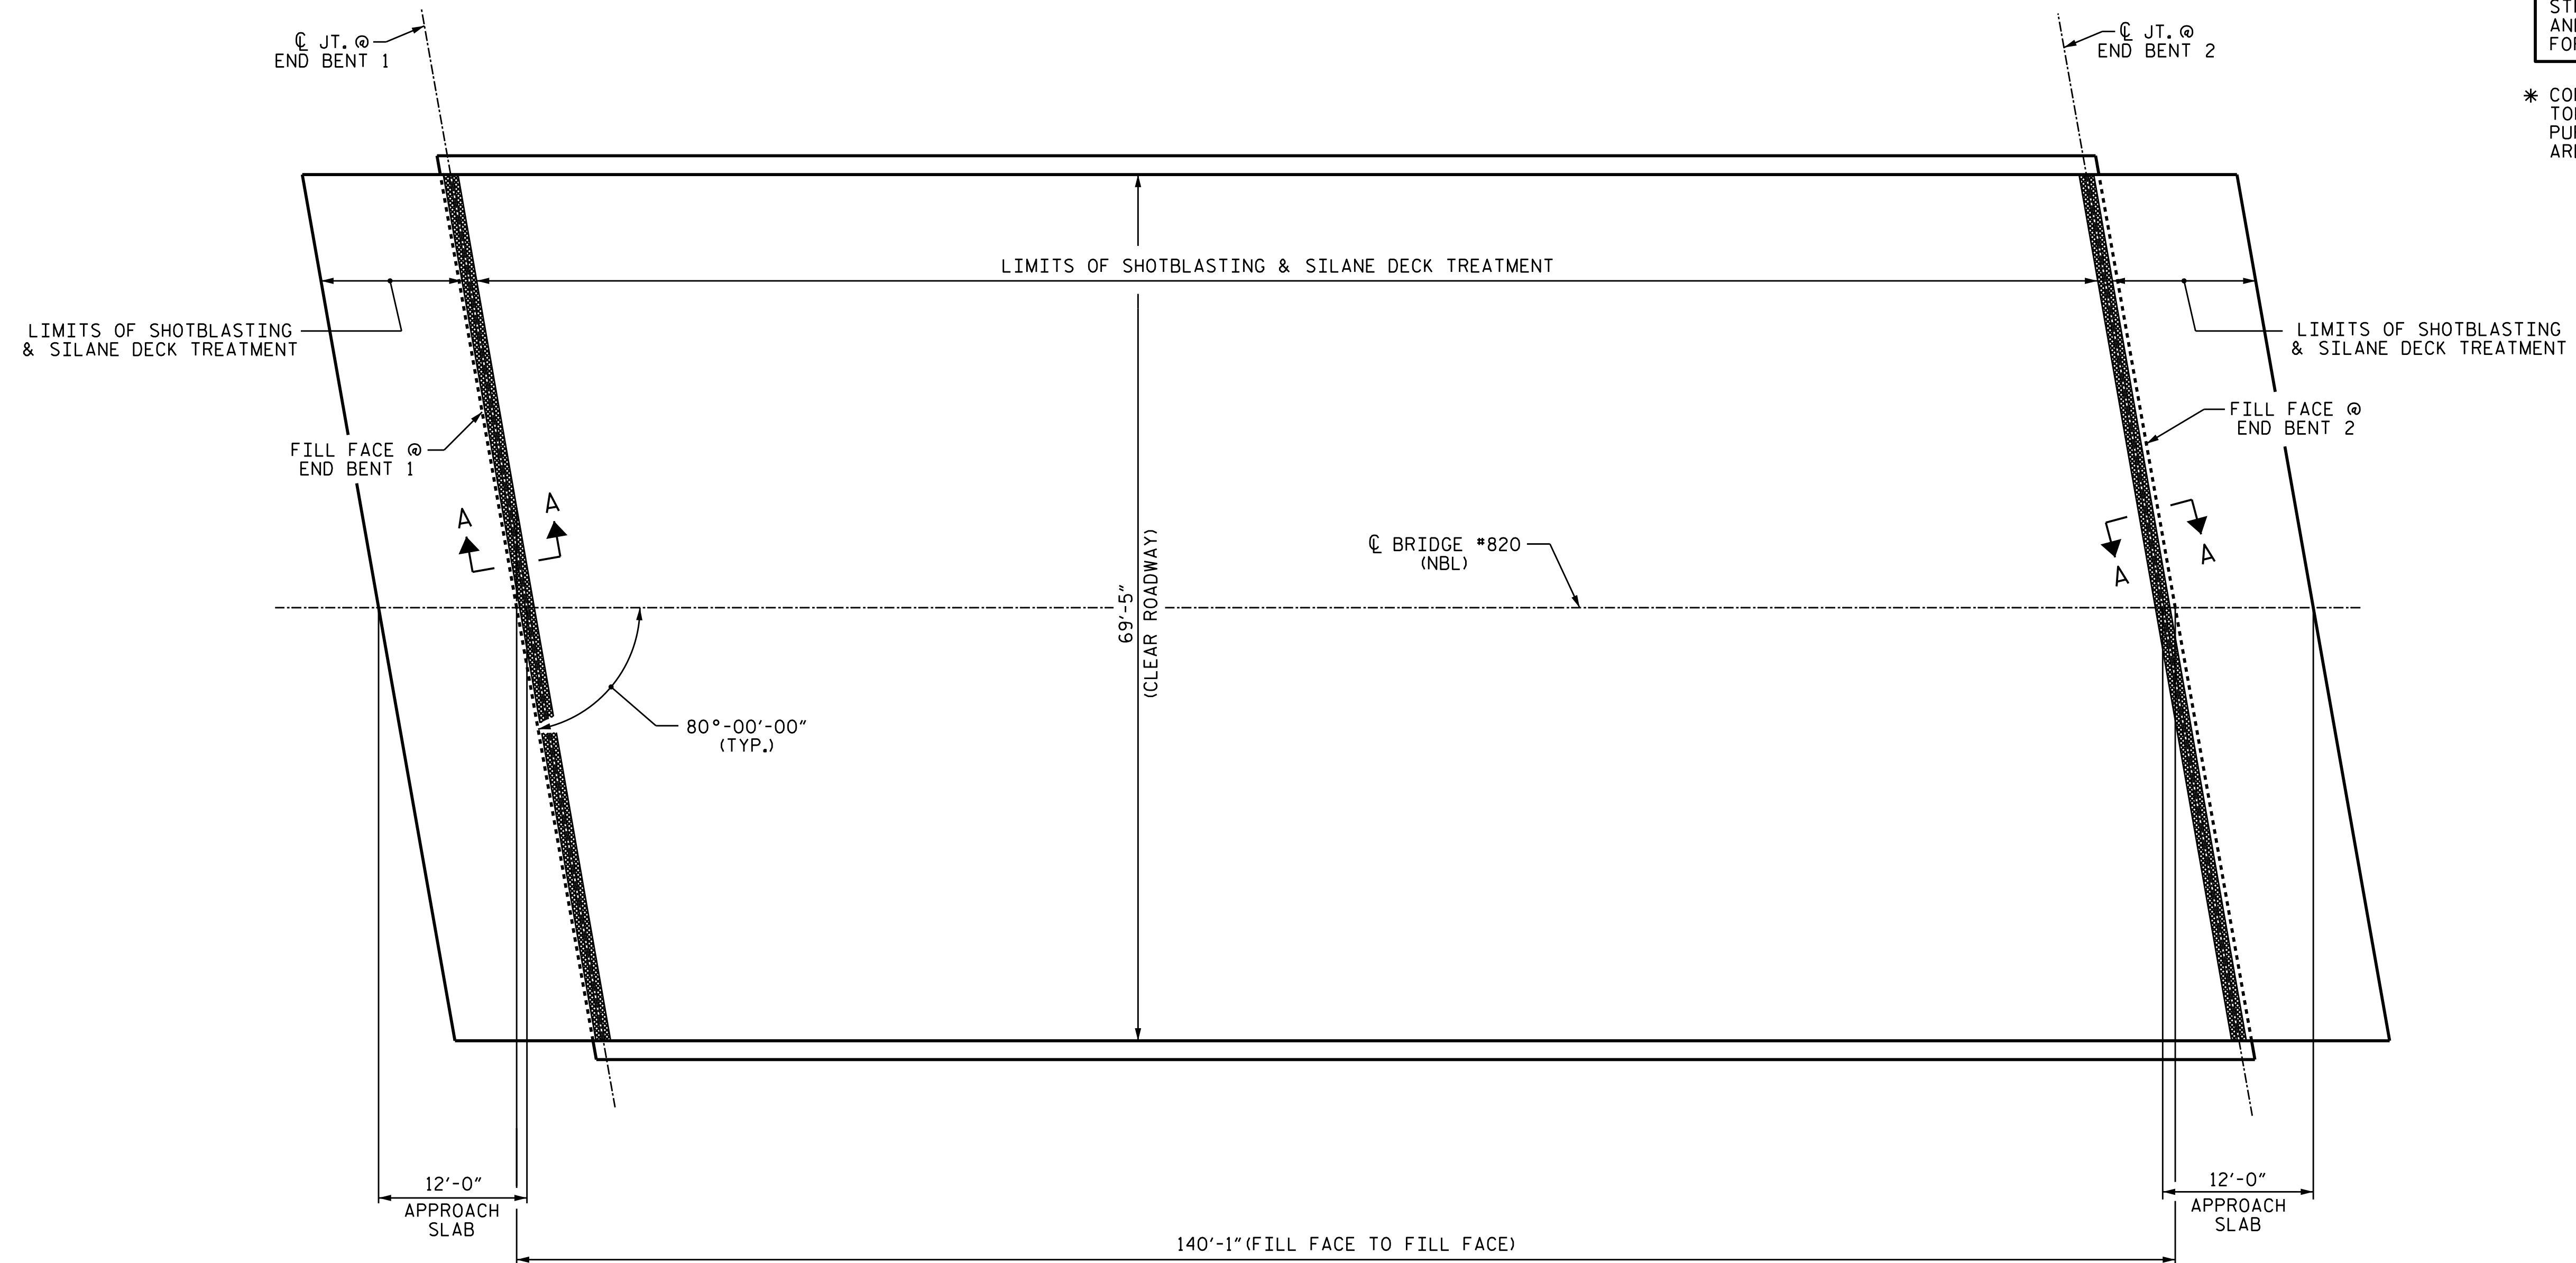 ℄ JT. @
END BENT 1
℄ JT. @
END BENT 2
LIMITS OF SHOTBLASTING & SILANE DECK TREATMENT
LIMITS OF SHOTBLASTING
& SILANE DECK TREATMENT
LIMITS OF SHOTBLASTING
& SILANE DECK TREATMENT
FILL FACE @
END BENT 1
FILL FACE @
END BENT 2
A
A
A
A
℄ BRIDGE #820
(NBL)
69'-5"
(CLEAR ROADWAY)
80°-00'-00"
(TYP.)
12'-0"
APPROACH
SLAB
12'-0"
APPROACH
SLAB
140'-1"(FILL FACE TO FILL FACE)